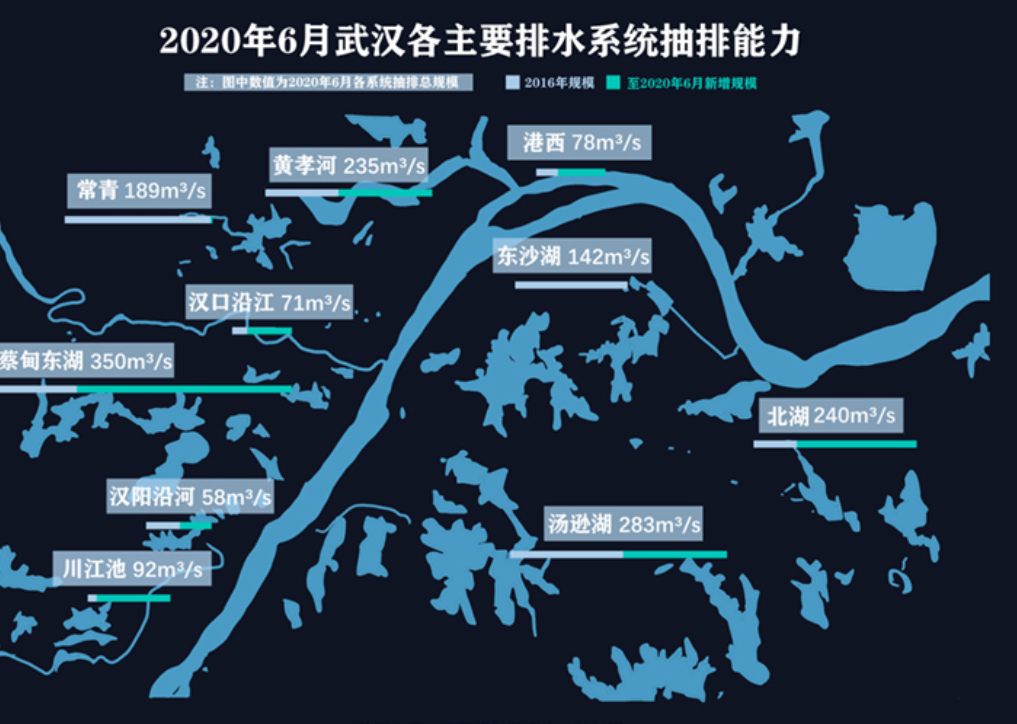 2020年6月武汉各主要排水系统抽排能力
注：图中数值为2020年6月各系统抽排总规模
2016年规模
至2020年6月新增规模
港西 78m³/s
黄孝河 235m³/s
常青 189m³/s
东沙湖 142m³/s
汉口沿江 71m³/s
蔡甸东湖 350m³/s
北湖 240m³/s
汉阳沿河 58m³/s
汤逊湖 283m³/s
川江池 92m³/s